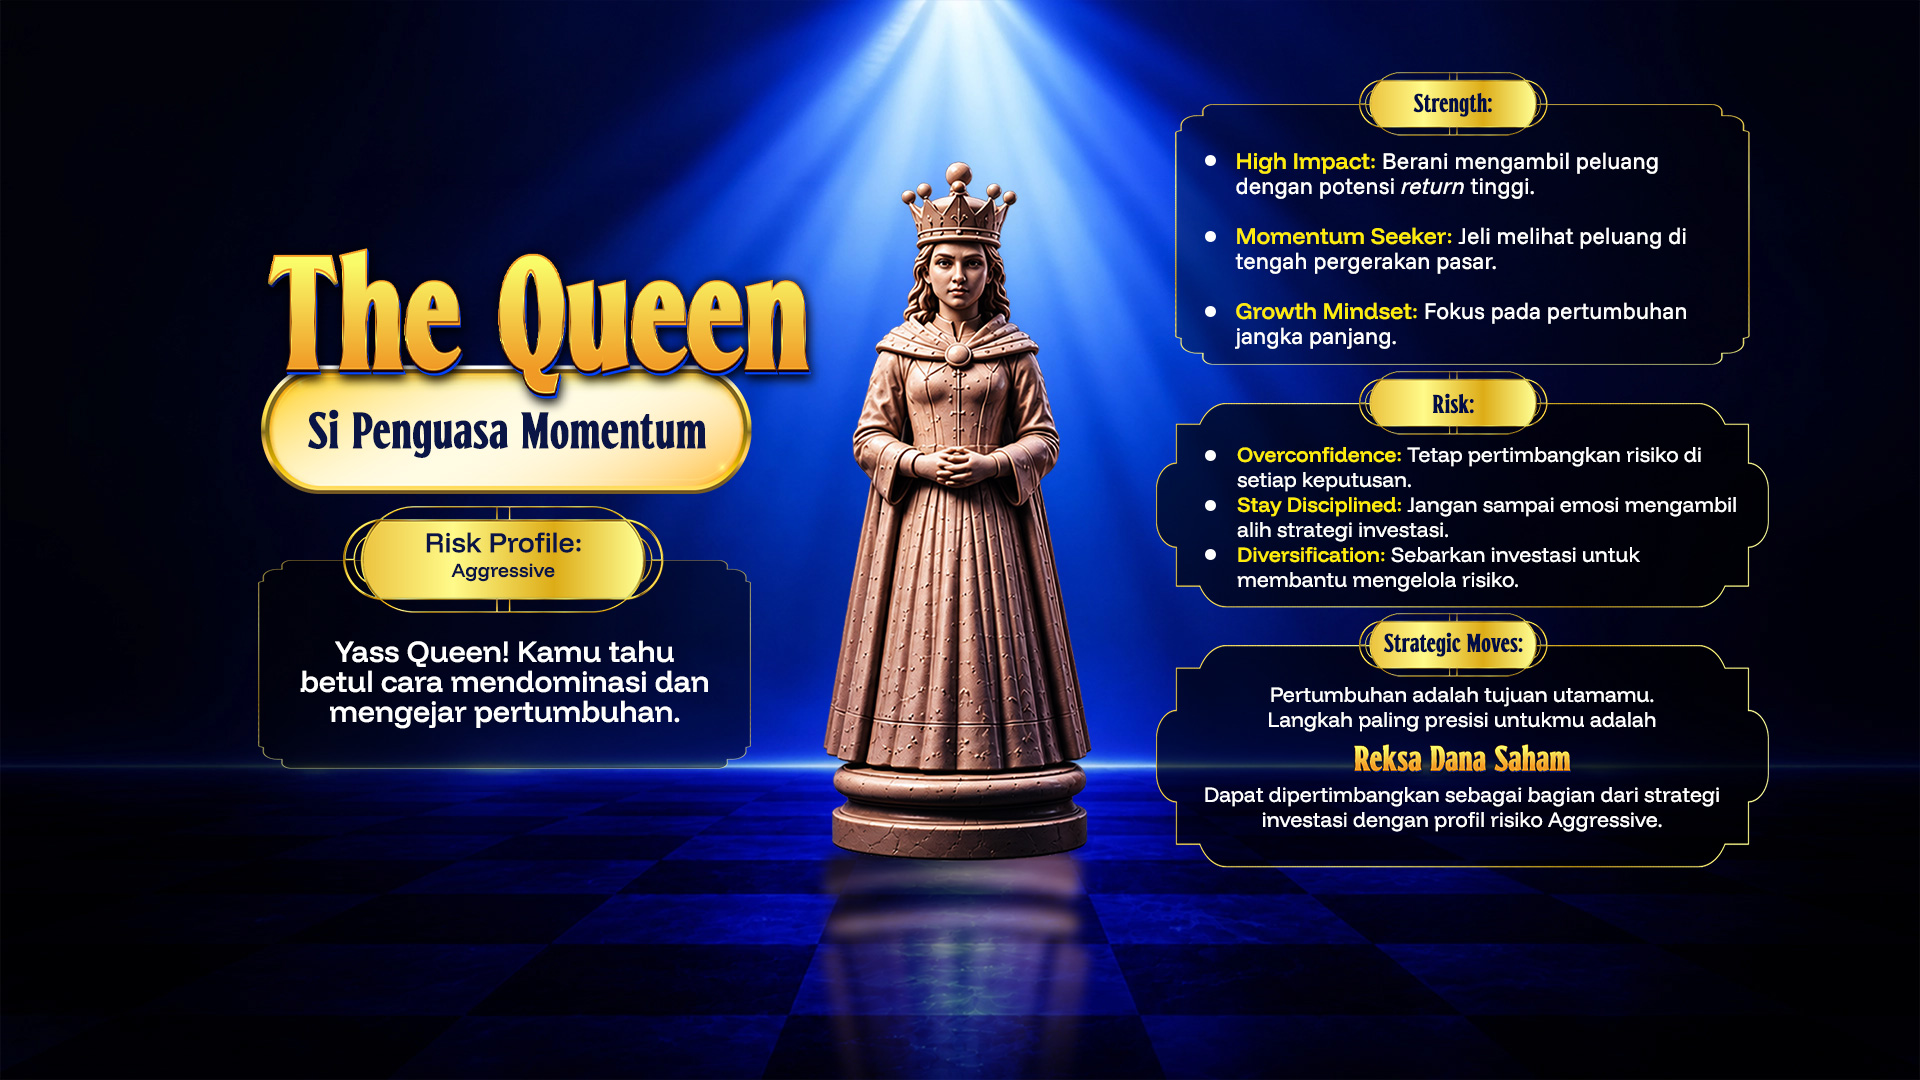 The Queen
Si Penguasa Momentum
Risk Profile:
Aggressive
Yass Queen! Kamu tahu
betul cara mendominasi dan
mengejar pertumbuhan.
Strength:
High Impact: Berani mengambil peluang
dengan potensi return tinggi.
Momentum Seeker: Jeli melihat peluang di
tengah pergerakan pasar.
Growth Mindset: Fokus pada pertumbuhan
jangka panjang.
Risk:
Overconfidence: Tetap pertimbangkan risiko di
setiap keputusan.
Stay Disciplined: Jangan sampai emosi mengambil
alih strategi investasi.
Diversification: Sebarkan investasi untuk
membantu mengelola risiko.
Strategic Moves:
Pertumbuhan adalah tujuan utamamu.
Langkah paling presisi untukmu adalah
Reksa Dana Saham
Dapat dipertimbangkan sebagai bagian dari strategi
investasi dengan profil risiko Aggressive.